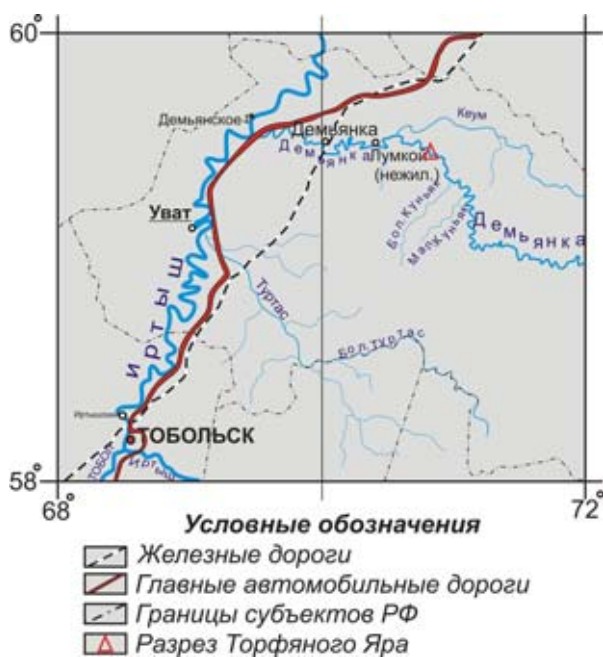 60°
Демьянское
Демьянка
Кеум
Демьянка
Лумкой
(нежил.)
Уват
Бол.Куньяк
Мал.Куньяк
Демьянка
Иртыш
Туртас
Бол.Туртас
ТОБОЛЬСК
ТОБОЛ
Иртыш
58°
68°
72°
Условные обозначения
Железные дороги
Главные автомобильные дороги
Границы субъектов РФ
Разрез Торфяного Яра